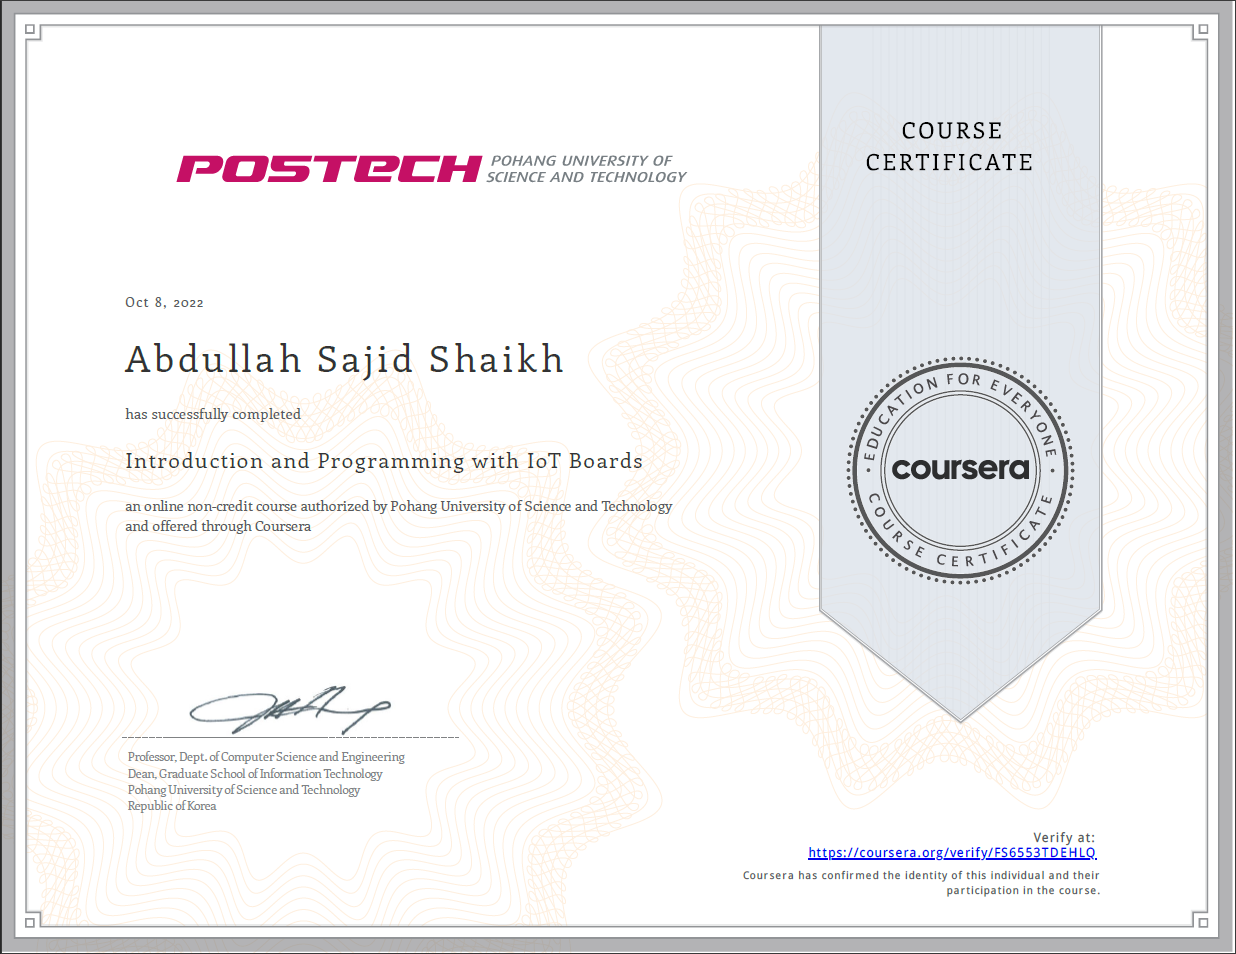 POSTECH POHANG UNIVERSITY OF
SCIENCE AND TECHNOLOGY
COURSE
CERTIFICATE
Oct 8, 2022
Abdullah Sajid Shaikh
has successfully completed
Introduction and Programming with IoT Boards
an online non-credit course authorized by Pohang University of Science and Technology
and offered through Coursera
EDUCATION FOR EVERYONE
coursera
COURSE CERTIFICATE
Professor, Dept. of Computer Science and Engineering
Dean, Graduate School of Information Technology
Pohang University of Science and Technology
Republic of Korea
Verify at:
https://coursera.org/verify/FS6553TDEHLQ
Coursera has confirmed the identity of this individual and their
participation in the course.